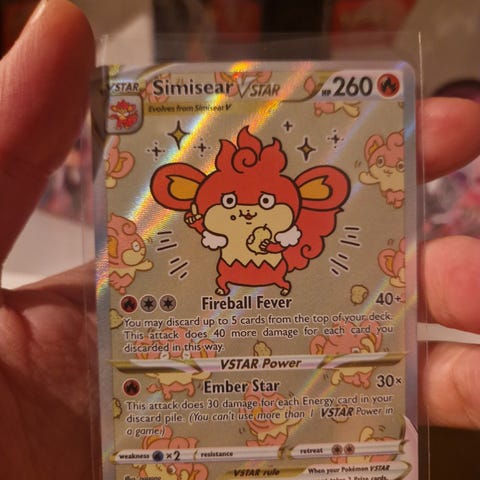 VSTAR Simisear VSTAR HP 260
Evolves from Simisear V
Fireball Fever 40+
You may discard up to 5 cards from the top of your deck.
This attack does 40 more damage for each card you
discarded in this way.
VSTAR Power
Ember Star 30×
This attack does 30 damage for each Energy card in your
discard pile. (You can't use more than 1 VSTAR Power in
a game.)
weakness ×2 resistance retreat
VSTAR rule When your Pokémon VSTAR